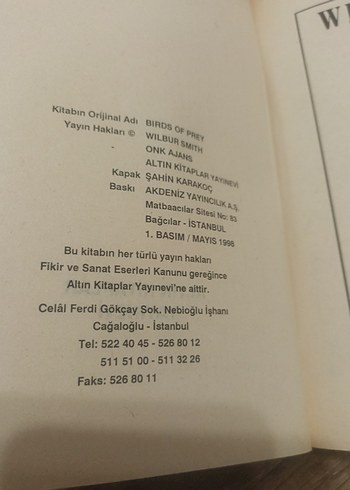 Kitabın Orijinal Adı BIRDS OF PREY
Yayın Hakları © WILBUR SMITH
ONK AJANS
ALTIN KİTAPLAR YAYINEVİ
Kapak ŞAHİN KARAKOÇ
Baskı AKDENİZ YAYINCILIK A.Ş.
Matbaacılar Sitesi No: 83
Bağcılar - İSTANBUL
1. BASIM / MAYIS 1998
Bu kitabın her türlü yayın hakları
Fikir ve Sanat Eserleri Kanunu gereğince
Altın Kitaplar Yayınevi'ne aittir.
Celâl Ferdi Gökçay Sok. Nebioğlu İşhanı
Cağaloğlu - İstanbul
Tel: 522 40 45 - 526 80 12
511 51 00 - 511 32 26
Faks: 526 80 11